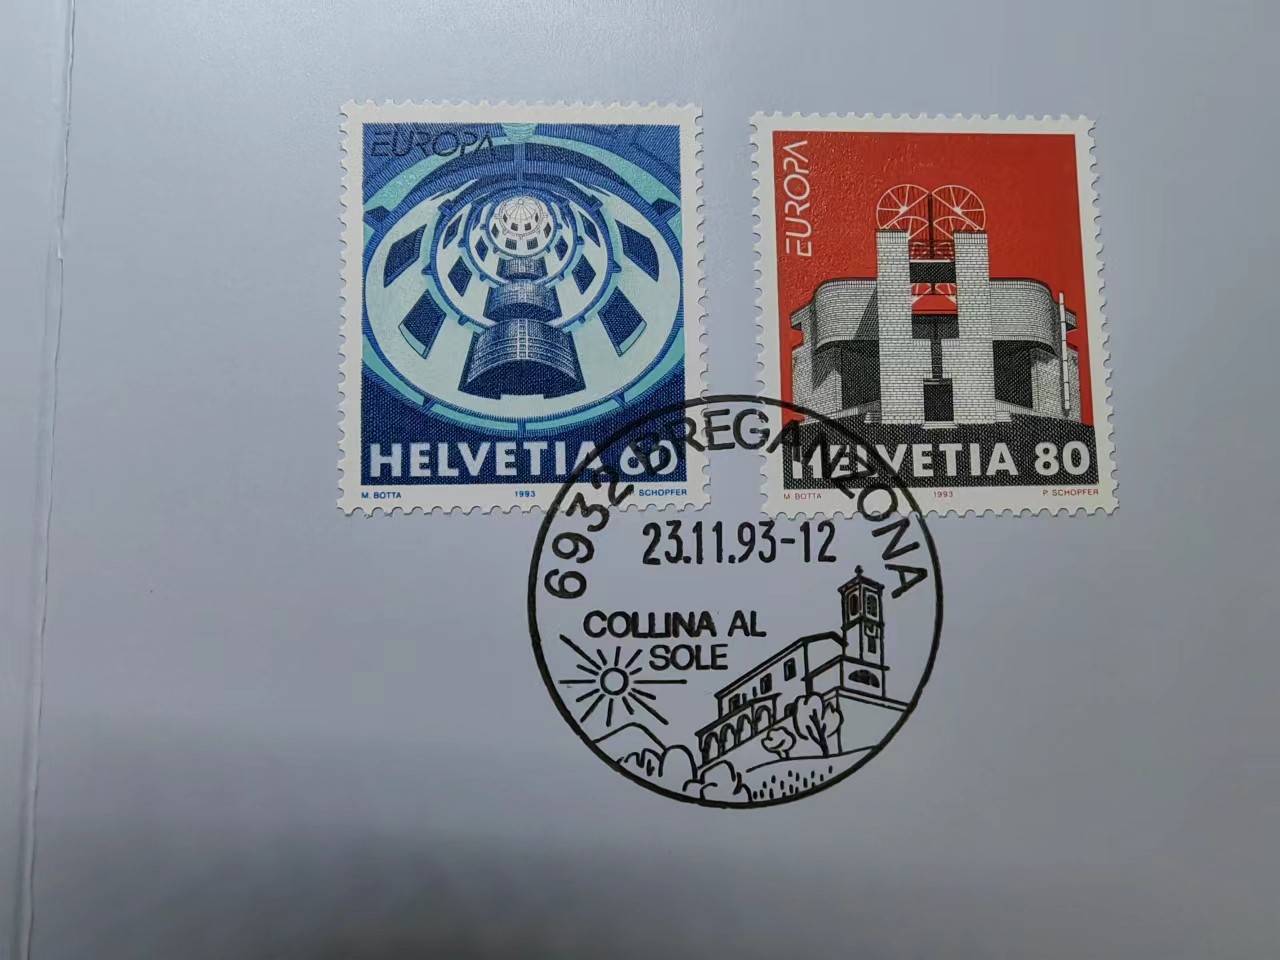 EUROPA
HELVETIA 60
M. BOTTA 1993 P. SCHOPFER
EUROPA
HELVETIA 80
M. BOTTA 1993 P. SCHOPFER
6932 BREGANZONA
23.11.93-12
COLLINA AL
SOLE